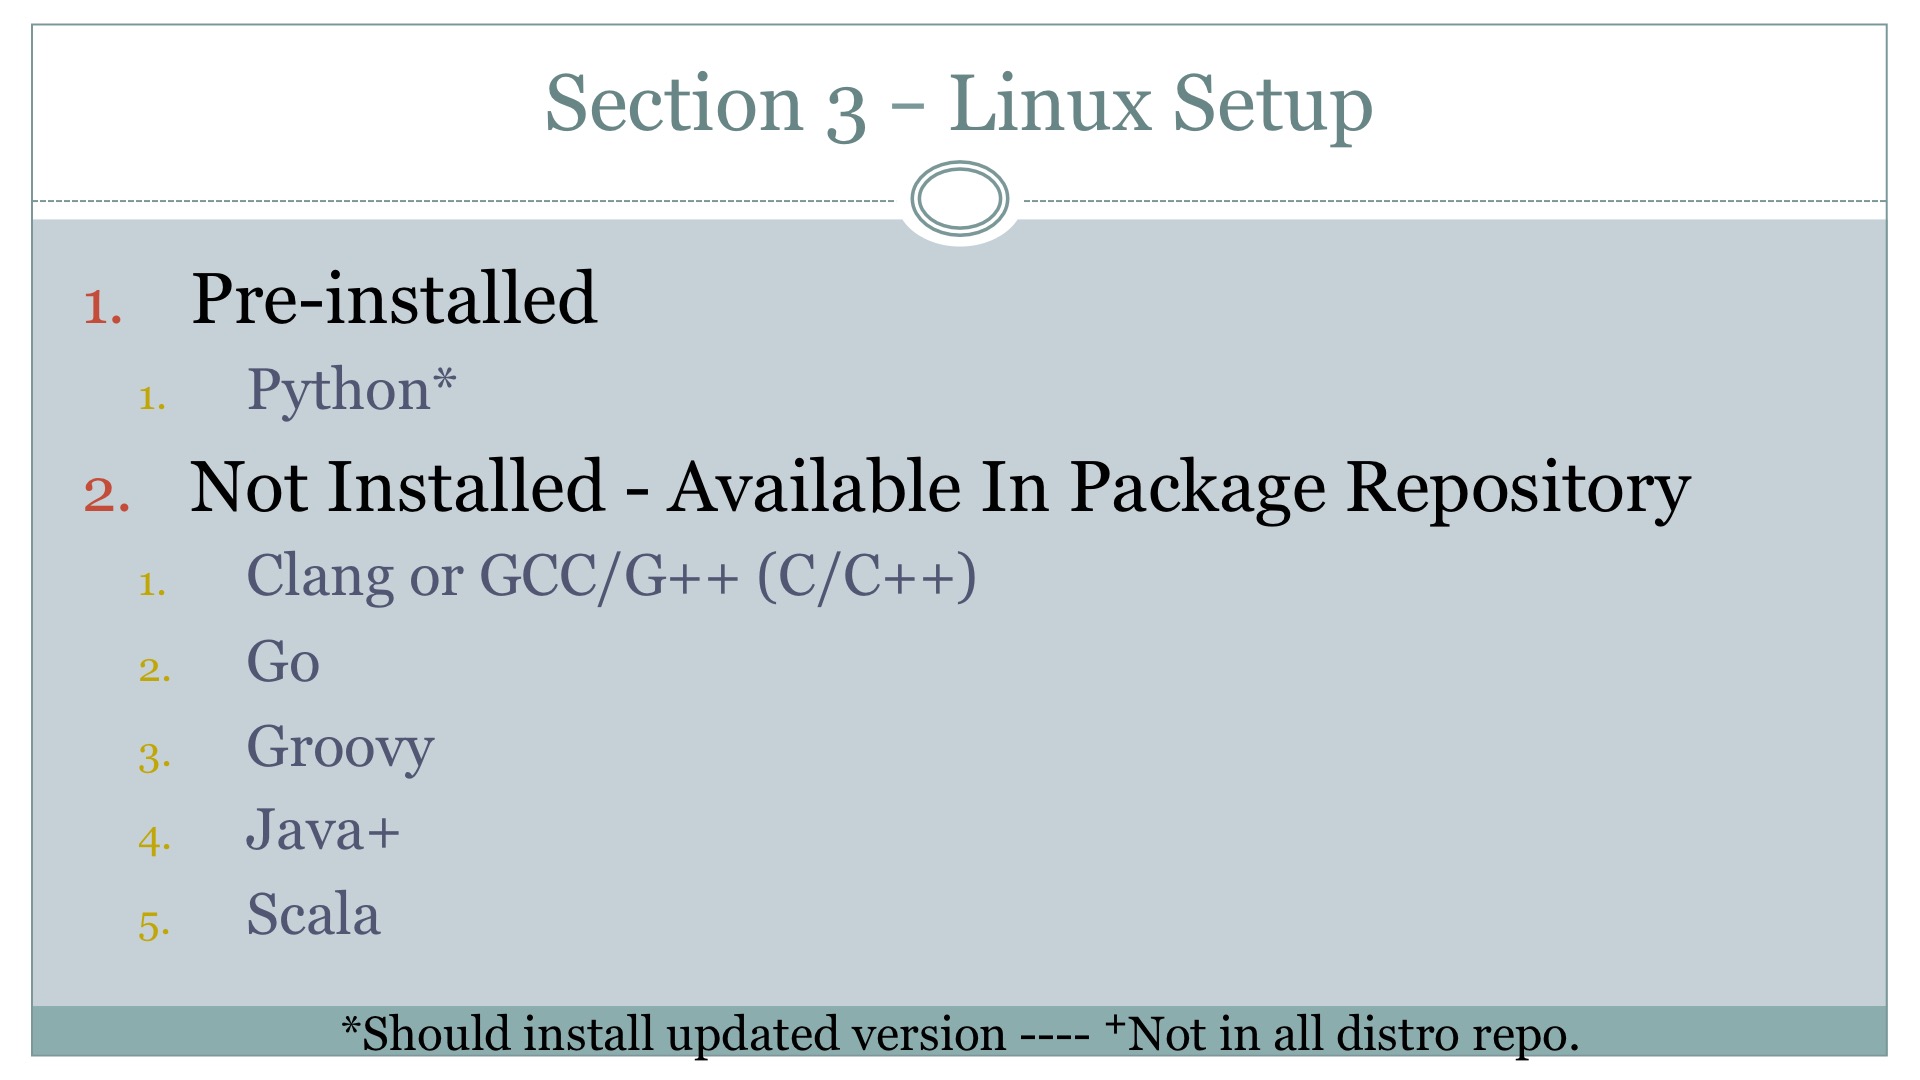 Section 3 – Linux Setup
1. Pre-installed
1. Python*
2. Not Installed - Available In Package Repository
1. Clang or GCC/G++ (C/C++)
2. Go
3. Groovy
4. Java+
5. Scala
*Should install updated version ---- ⁺Not in all distro repo.